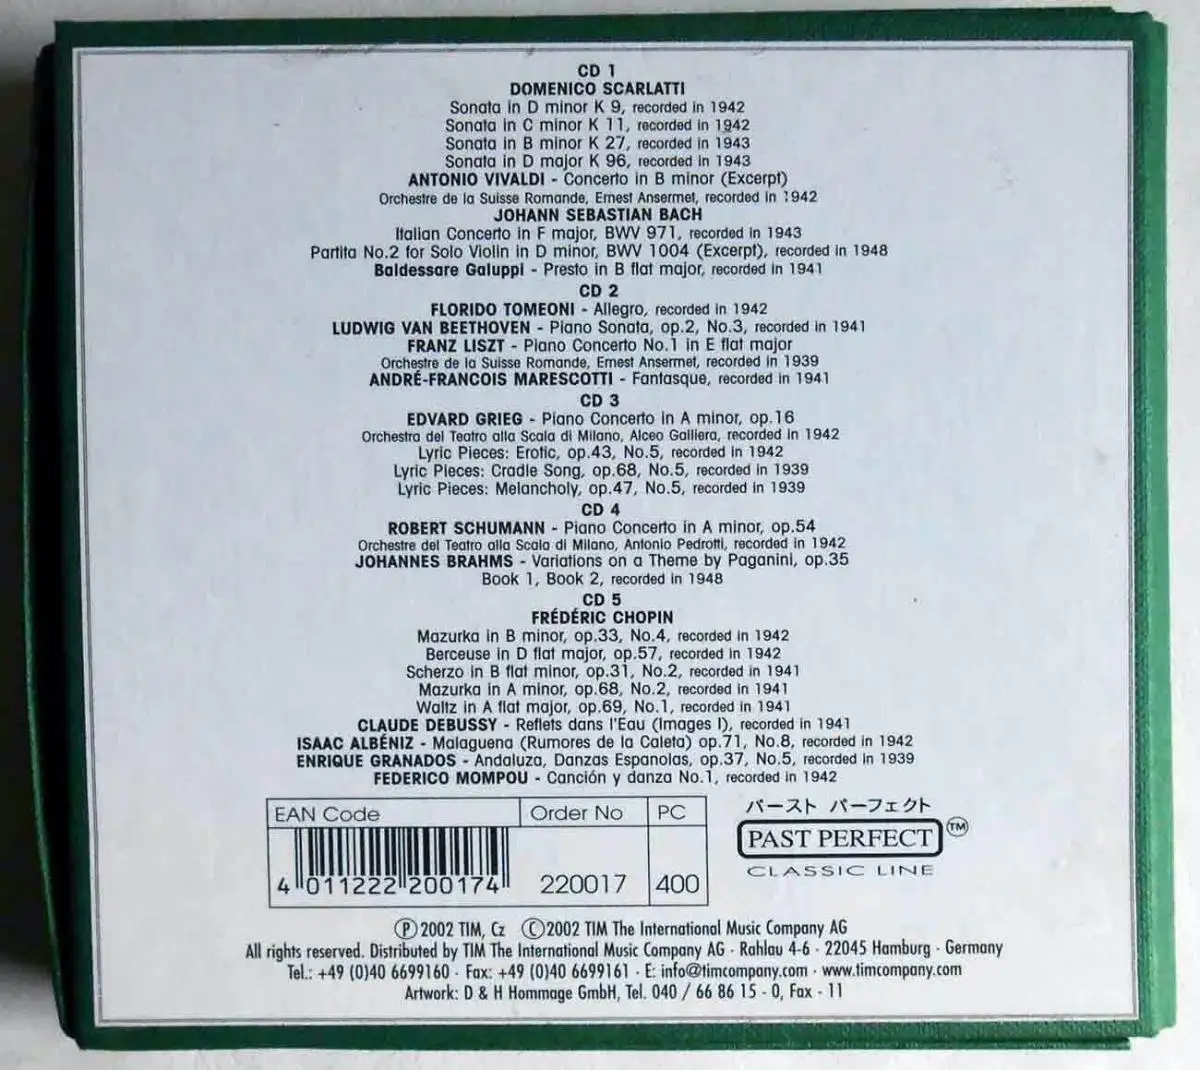 CD 1
DOMENICO SCARLATTI
Sonata in D minor K 9, recorded in 1942
Sonata in C minor K 11, recorded in 1942
Sonata in B minor K 27, recorded in 1943
Sonata in D major K 96, recorded in 1943
ANTONIO VIVALDI - Concerto in B minor (Excerpt)
Orchestre de la Suisse Romande, Ernest Ansermet, recorded in 1942
JOHANN SEBASTIAN BACH
Italian Concerto in F major, BWV 971, recorded in 1943
Partita No.2 for Solo Violin in D minor, BWV 1004 (Excerpt), recorded in 1948
Baldessare Galuppi - Presto in B flat major, recorded in 1941
CD 2
FLORIDO TOMEONI - Allegro, recorded in 1942
LUDWIG VAN BEETHOVEN - Piano Sonata, op.2, No.3, recorded in 1941
FRANZ LISZT - Piano Concerto No.1 in E flat major
Orchestre de la Suisse Romande, Ernest Ansermet, recorded in 1939
ANDRÉ-FRANCOIS MARESCOTTI - Fantasque, recorded in 1941
CD 3
EDVARD GRIEG - Piano Concerto in A minor, op.16
Orchestra del Teatro alla Scala di Milano, Alceo Galliera, recorded in 1942
Lyric Pieces: Erotic, op.43, No.5, recorded in 1942
Lyric Pieces: Cradle Song, op.68, No.5, recorded in 1939
Lyric Pieces: Melancholy, op.47, No.5, recorded in 1939
CD 4
ROBERT SCHUMANN - Piano Concerto in A minor, op.54
Orchestre del Teatro alla Scala di Milano, Antonio Pedrotti, recorded in 1942
JOHANNES BRAHMS - Variations on a Theme by Paganini, op.35
Book 1, Book 2, recorded in 1948
CD 5
FRÉDÉRIC CHOPIN
Mazurka in B minor, op.33, No.4, recorded in 1942
Berceuse in D flat major, op.57, recorded in 1942
Scherzo in B flat minor, op.31, No.2, recorded in 1941
Mazurka in A minor, op.68, No.2, recorded in 1941
Waltz in A flat major, op.69, No.1, recorded in 1941
CLAUDE DEBUSSY - Reflets dans l'Eau (Images I), recorded in 1941
ISAAC ALBÉNIZ - Malaguena (Rumores de la Caleta) op.71, No.8, recorded in 1942
ENRIQUE GRANADOS - Andaluza, Danzas Espanolas, op.37, No.5, recorded in 1939
FEDERICO MOMPOU - Canción y danza No.1, recorded in 1942
EAN Code Order No PC
4 011222 200174 220017 400
パースト パーフェクト
PAST PERFECT TM
CLASSIC LINE
Ⓟ2002 TIM, Cz ©2002 TIM The International Music Company AG
All rights reserved. Distributed by TIM The International Music Company AG · Rahlau 4-6 · 22045 Hamburg · Germany
Tel.: +49 (0)40 6699160 · Fax: +49 (0)40 6699161 · E: info@timcompany.com · www.timcompany.com
Artwork: D & H Hommage GmbH, Tel. 040 / 66 86 15 - 0, Fax - 11